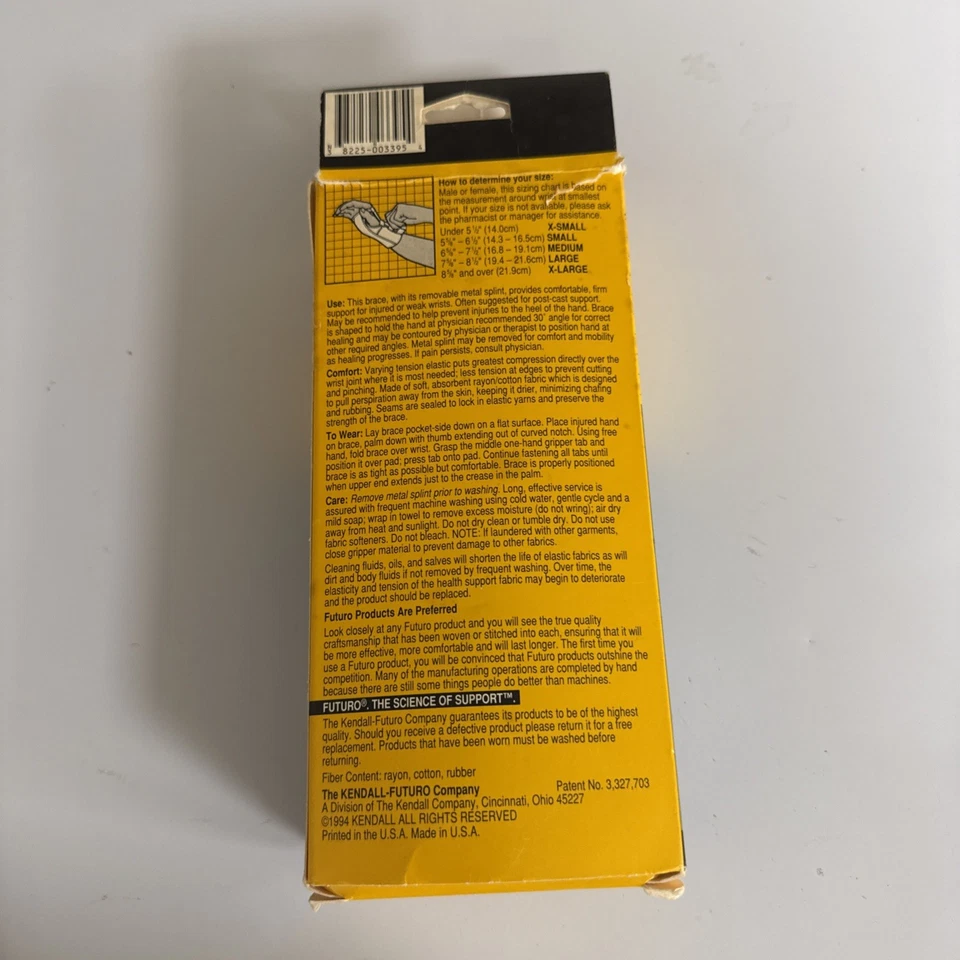 8225-003395
How to determine your size:
Male or female, this sizing chart is based on
the measurement around wrist at smallest
point. If your size is not available, please ask
the pharmacist or manager for assistance.
Under 5½" (14.0cm) X-SMALL
5⅝" – 6½" (14.3 – 16.5cm) SMALL
6⅝" – 7½" (16.8 – 19.1cm) MEDIUM
7⅝" – 8½" (19.4 – 21.6cm) LARGE
8⅝" and over (21.9cm) X-LARGE
Use: This brace, with its removable metal splint, provides comfortable, firm
support for injured or weak wrists. Often suggested for post-cast support.
May be recommended to help prevent injuries to the heel of the hand. Brace
is shaped to hold the hand at physician recommended 30° angle for correct
healing and may be contoured by physician or therapist to position hand at
other required angles. Metal splint may be removed for comfort and mobility
as healing progresses. If pain persists, consult physician.
Comfort: Varying tension elastic puts greatest compression directly over the
wrist joint where it is most needed; less tension at edges to prevent cutting
and pinching. Made of soft, absorbent rayon/cotton fabric which is designed
to pull perspiration away from the skin, keeping it drier, minimizing chafing
and rubbing. Seams are sealed to lock in elastic yarns and preserve the
strength of the brace.
To Wear: Lay brace pocket-side down on a flat surface. Place injured hand
on brace, palm down with thumb extending out of curved notch. Using free
hand, fold brace over wrist. Grasp the middle one-hand gripper tab and
position it over pad; press tab onto pad. Continue fastening all tabs until
brace is as tight as possible but comfortable. Brace is properly positioned
when upper end extends just to the crease in the palm.
Care: Remove metal splint prior to washing. Long, effective service is
assured with frequent machine washing using cold water, gentle cycle and a
mild soap; wrap in towel to remove excess moisture (do not wring); air dry
away from heat and sunlight. Do not dry clean or tumble dry. Do not use
fabric softeners. Do not bleach. NOTE: If laundered with other garments,
close gripper material to prevent damage to other fabrics.
Cleaning fluids, oils, and salves will shorten the life of elastic fabrics as will
dirt and body fluids if not removed by frequent washing. Over time, the
elasticity and tension of the health support fabric may begin to deteriorate
and the product should be replaced.
Futuro Products Are Preferred
Look closely at any Futuro product and you will see the true quality
craftsmanship that has been woven or stitched into each, ensuring that it will
be more effective, more comfortable and will last longer. The first time you
use a Futuro product, you will be convinced that Futuro products outshine the
competition. Many of the manufacturing operations are completed by hand
because there are still some things people do better than machines.
FUTURO®. THE SCIENCE OF SUPPORT™.
The Kendall-Futuro Company guarantees its products to be of the highest
quality. Should you receive a defective product please return it for a free
replacement. Products that have been worn must be washed before
returning.
Fiber Content: rayon, cotton, rubber
The KENDALL-FUTURO Company Patent No. 3,327,703
A Division of The Kendall Company, Cincinnati, Ohio 45227
©1994 KENDALL ALL RIGHTS RESERVED
Printed in the U.S.A. Made in U.S.A.